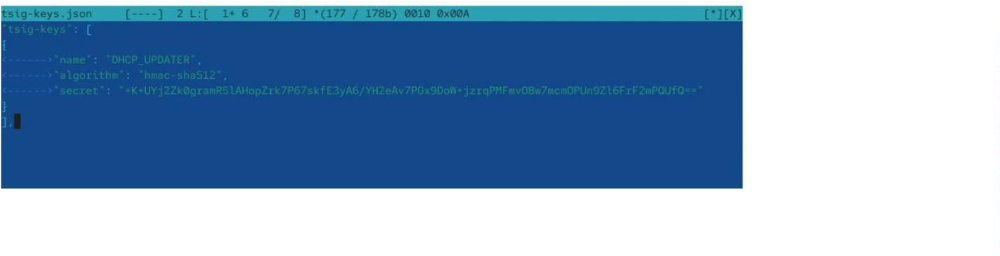 tsig-keys.json [----] 2 L:[ 1+ 6 7/ 8] *(177 / 178b) 0010 0x00A [*][X]
"tsig-keys": [
{
<------>"name": "DHCP_UPDATER",
<------>"algorithm": "hmac-sha512",
<------>"secret": "+K+UYj2Zk0gramR5lAHopZrk7P67skfE3yA6/YH2eAv7PGx9DoW+jzrqPMFmvOBw7mcmOPUn9Zl6FrF2mPQUfQ=="
}
],